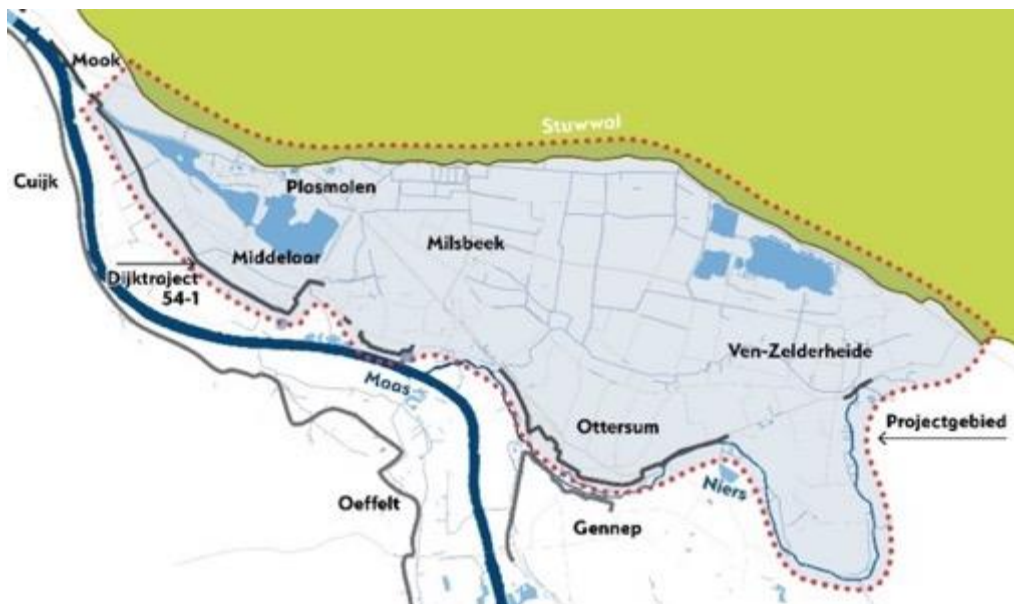 Mook
Stuwwal
Cuijk
Plasmolen
Milsbeek
Middelaar
Dijktraject
54-1
Ven-Zelderheide
Maas
Projectgebied
Ottersum
Niers
Oeffelt
Gennep